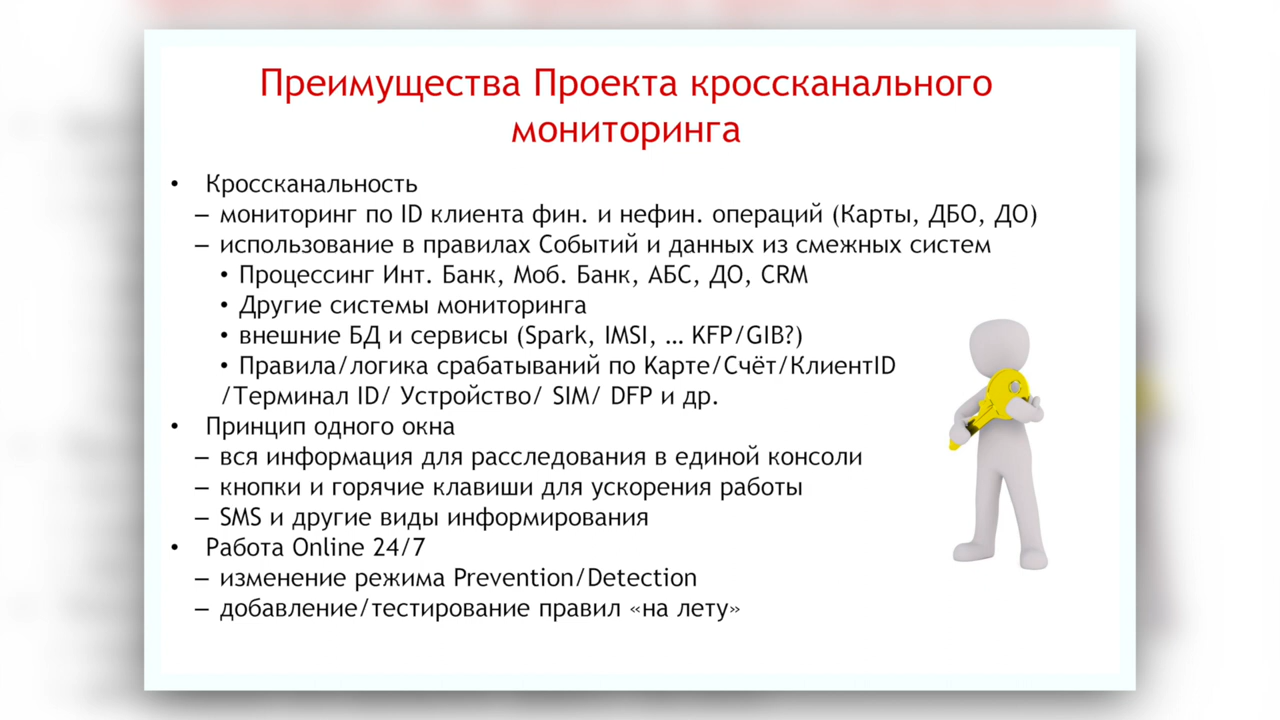 Преимущества Проекта кроссканального
мониторинга
• Кроссканальность
– мониторинг по ID клиента фин. и нефин. операций (Карты, ДБО, ДО)
– использование в правилах Событий и данных из смежных систем
• Процессинг Инт. Банк, Моб. Банк, АБС, ДО, CRM
• Другие системы мониторинга
• внешние БД и сервисы (Spark, IMSI, ... KFP/GIB?)
• Правила/логика срабатываний по Карте/Счёт/КлиентID
/Терминал ID/ Устройство/ SIM/ DFP и др.
• Принцип одного окна
– вся информация для расследования в единой консоли
– кнопки и горячие клавиши для ускорения работы
– SMS и другие виды информирования
• Работа Online 24/7
– изменение режима Prevention/Detection
– добавление/тестирование правил «на лету»